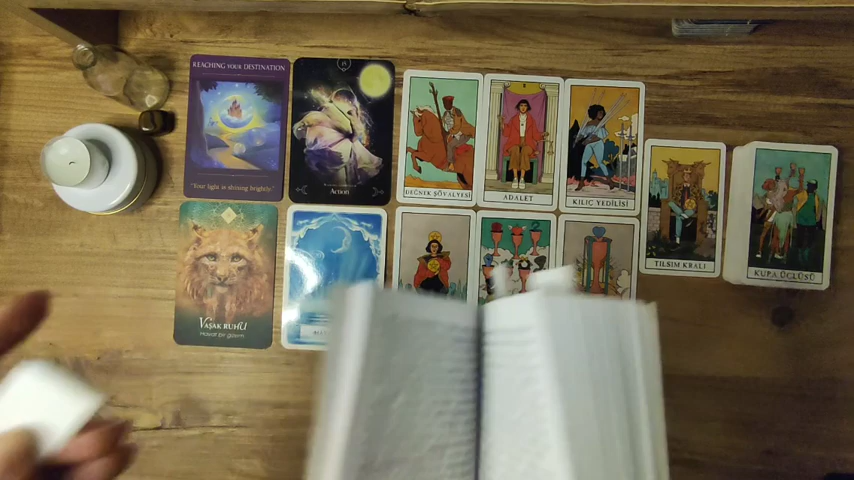 REACHING YOUR DESTINATION
"Your light is shining brightly."
Action
DEĞNEK ŞÖVALYESİ
ADALET
KILIÇ YEDİLİSİ
TILSIM KRALI
KUPA ÜÇLÜSÜ
VAŞAK RUHU